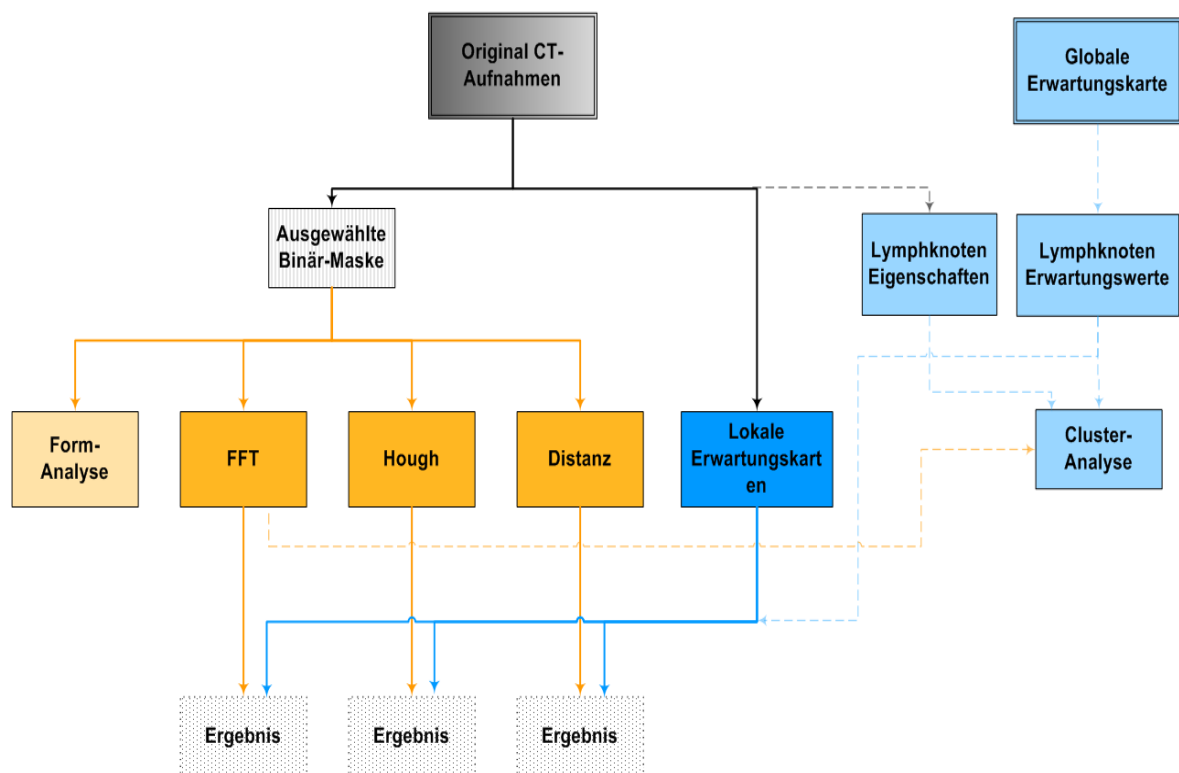 Original CT-
Aufnahmen
Globale
Erwartungskarte
Ausgewählte
Binär-Maske
Lymphknoten
Eigenschaften
Lymphknoten
Erwartungswerte
Form-
Analyse
FFT
Hough
Distanz
Lokale
Erwartungskart
en
Cluster-
Analyse
Ergebnis
Ergebnis
Ergebnis